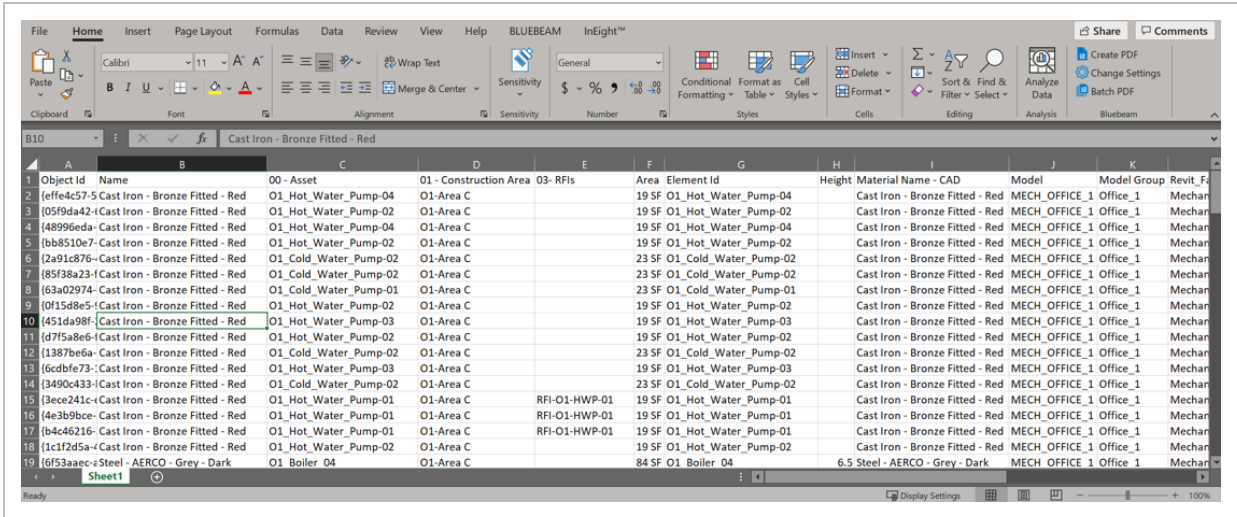 File Home Insert Page Layout Formulas Data Review View Help BLUEBEAM InEight™ Share Comments
Calibri 11 A^ A˅ Wrap Text General Insert Σ Create PDF
Paste Sensitivity Conditional Format as Cell Delete Sort & Find & Analyze Change Settings
B I U A Merge & Center $ % 9 Formatting Table Styles Format Filter Select Data Batch PDF
Clipboard Font Alignment Sensitivity Number Styles Cells Editing Analysis Bluebeam
B10 fx Cast Iron - Bronze Fitted - Red
A B C D E F G H I J K
1 Object Id Name 00 - Asset 01 - Construction Area 03- RFIs Area Element Id Height Material Name - CAD Model Model Group Revit_Fa
2 {effe4c57-5 Cast Iron - Bronze Fitted - Red O1_Hot_Water_Pump-04 O1-Area C 19 SF O1_Hot_Water_Pump-04 Cast Iron - Bronze Fitted - Red MECH_OFFICE_1 Office_1 Mechan
3 {05f9da42- Cast Iron - Bronze Fitted - Red O1_Hot_Water_Pump-02 O1-Area C 19 SF O1_Hot_Water_Pump-02 Cast Iron - Bronze Fitted - Red MECH_OFFICE_1 Office_1 Mechan
4 {48996eda- Cast Iron - Bronze Fitted - Red O1_Hot_Water_Pump-04 O1-Area C 19 SF O1_Hot_Water_Pump-04 Cast Iron - Bronze Fitted - Red MECH_OFFICE_1 Office_1 Mechan
5 {bb8510e7- Cast Iron - Bronze Fitted - Red O1_Hot_Water_Pump-02 O1-Area C 19 SF O1_Hot_Water_Pump-02 Cast Iron - Bronze Fitted - Red MECH_OFFICE_1 Office_1 Mechan
6 {2a91c876- Cast Iron - Bronze Fitted - Red O1_Cold_Water_Pump-02 O1-Area C 23 SF O1_Cold_Water_Pump-02 Cast Iron - Bronze Fitted - Red MECH_OFFICE_1 Office_1 Mechan
7 {85f38a23-f Cast Iron - Bronze Fitted - Red O1_Cold_Water_Pump-02 O1-Area C 23 SF O1_Cold_Water_Pump-02 Cast Iron - Bronze Fitted - Red MECH_OFFICE_1 Office_1 Mechan
8 {63a02974- Cast Iron - Bronze Fitted - Red O1_Cold_Water_Pump-01 O1-Area C 23 SF O1_Cold_Water_Pump-01 Cast Iron - Bronze Fitted - Red MECH_OFFICE_1 Office_1 Mechan
9 {0f15d8e5-9 Cast Iron - Bronze Fitted - Red O1_Hot_Water_Pump-02 O1-Area C 19 SF O1_Hot_Water_Pump-02 Cast Iron - Bronze Fitted - Red MECH_OFFICE_1 Office_1 Mechan
10 {451da98f- Cast Iron - Bronze Fitted - Red O1_Hot_Water_Pump-03 O1-Area C 19 SF O1_Hot_Water_Pump-03 Cast Iron - Bronze Fitted - Red MECH_OFFICE_1 Office_1 Mechan
11 {d7f5a8e6-f Cast Iron - Bronze Fitted - Red O1_Hot_Water_Pump-02 O1-Area C 19 SF O1_Hot_Water_Pump-02 Cast Iron - Bronze Fitted - Red MECH_OFFICE_1 Office_1 Mechan
12 {1387be6a- Cast Iron - Bronze Fitted - Red O1_Cold_Water_Pump-02 O1-Area C 23 SF O1_Cold_Water_Pump-02 Cast Iron - Bronze Fitted - Red MECH_OFFICE_1 Office_1 Mechan
13 {6cdbfe73- Cast Iron - Bronze Fitted - Red O1_Hot_Water_Pump-03 O1-Area C 19 SF O1_Hot_Water_Pump-03 Cast Iron - Bronze Fitted - Red MECH_OFFICE_1 Office_1 Mechan
14 {3490c433- Cast Iron - Bronze Fitted - Red O1_Cold_Water_Pump-02 O1-Area C 23 SF O1_Cold_Water_Pump-02 Cast Iron - Bronze Fitted - Red MECH_OFFICE_1 Office_1 Mechan
15 {3ece241c- Cast Iron - Bronze Fitted - Red O1_Hot_Water_Pump-01 O1-Area C RFI-O1-HWP-01 19 SF O1_Hot_Water_Pump-01 Cast Iron - Bronze Fitted - Red MECH_OFFICE_1 Office_1 Mechan
16 {4e3b9bce- Cast Iron - Bronze Fitted - Red O1_Hot_Water_Pump-01 O1-Area C RFI-O1-HWP-01 19 SF O1_Hot_Water_Pump-01 Cast Iron - Bronze Fitted - Red MECH_OFFICE_1 Office_1 Mechan
17 {b4c46216- Cast Iron - Bronze Fitted - Red O1_Hot_Water_Pump-01 O1-Area C RFI-O1-HWP-01 19 SF O1_Hot_Water_Pump-01 Cast Iron - Bronze Fitted - Red MECH_OFFICE_1 Office_1 Mechan
18 {1c1f2d5a- Cast Iron - Bronze Fitted - Red O1_Hot_Water_Pump-02 O1-Area C 19 SF O1_Hot_Water_Pump-02 Cast Iron - Bronze Fitted - Red MECH_OFFICE_1 Office_1 Mechan
19 {6f53aaec- Steel - AERCO - Grey - Dark O1_Boiler_04 O1-Area C 84 SF O1_Boiler_04 6.5 Steel - AERCO - Grey - Dark MECH_OFFICE_1 Office_1 Mechan
Sheet1
Ready Display Settings 100%